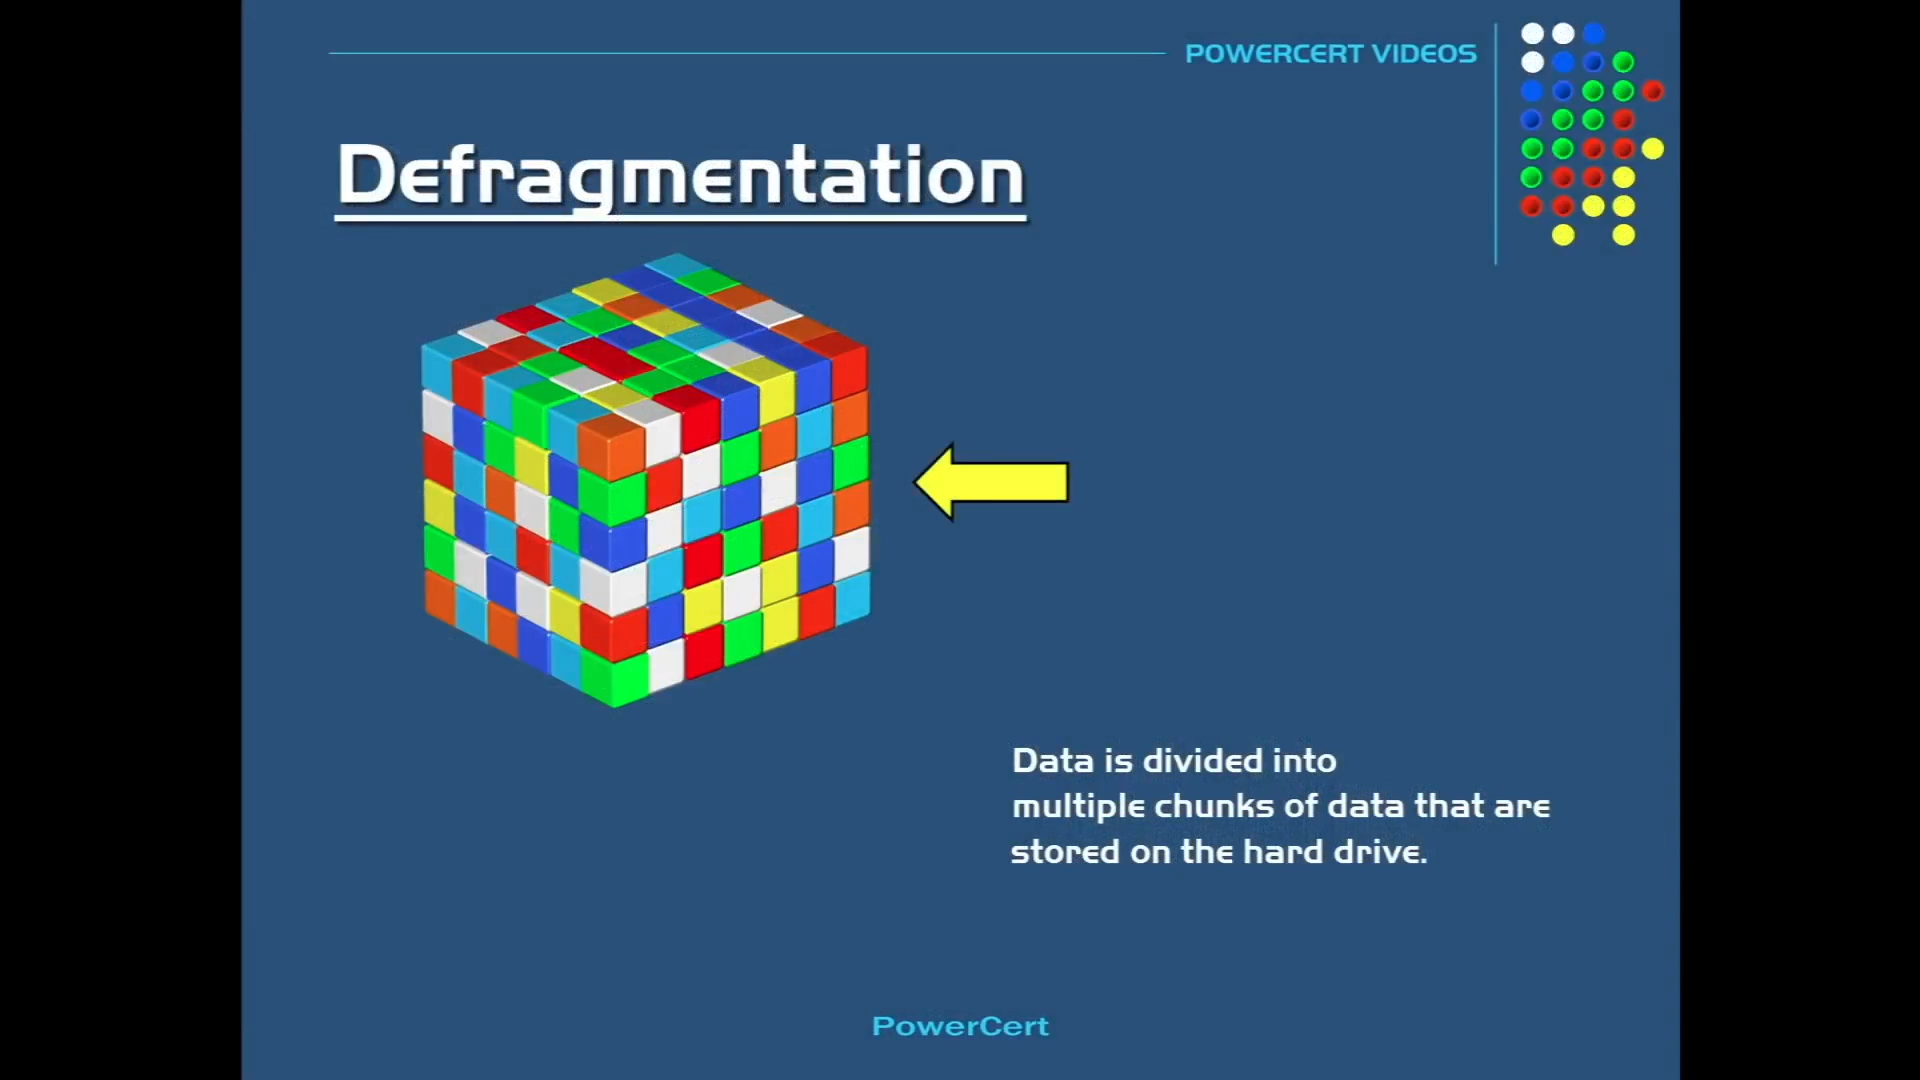 POWERCERT VIDEOS
Defragmentation
Data is divided into
multiple chunks of data that are
stored on the hard drive.
PowerCert